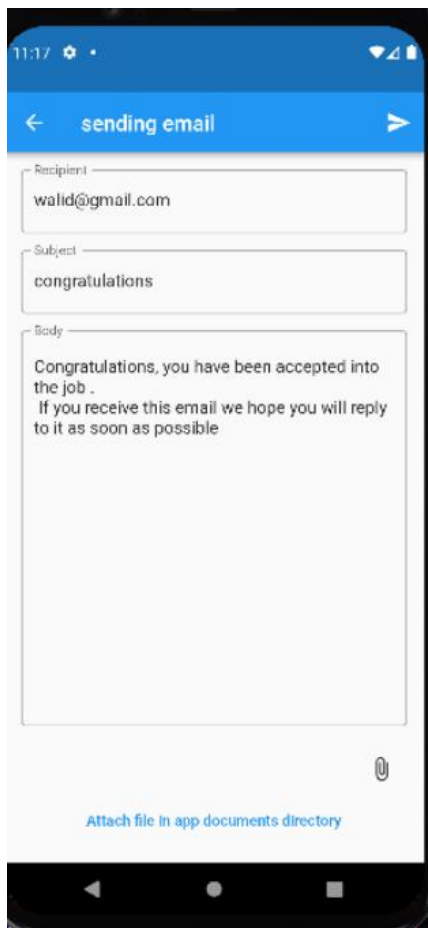 11:17
sending email
Recipient
walid@gmail.com
Subject
congratulations
Body
Congratulations, you have been accepted into
the job .
If you receive this email we hope you will reply
to it as soon as possible
Attach file in app documents directory